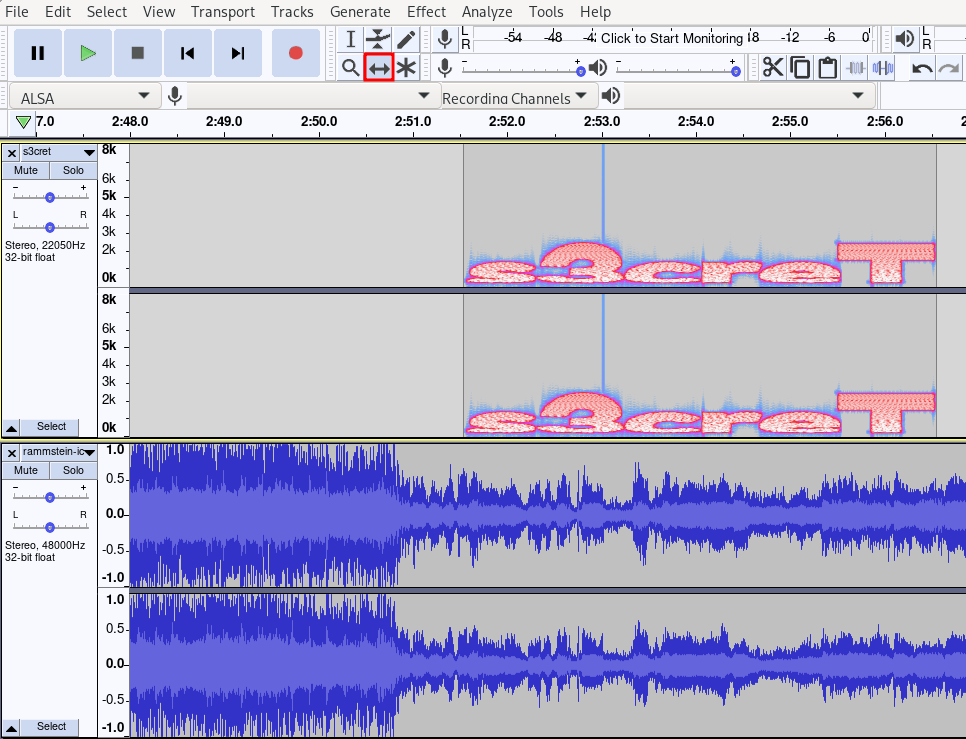 File Edit Select View Transport Tracks Generate Effect Analyze Tools Help
L R -54 -48 -4 Click to Start Monitoring 18 -12 -6 0 L R
- + - +
ALSA Recording Channels
7.0 2:48.0 2:49.0 2:50.0 2:51.0 2:52.0 2:53.0 2:54.0 2:55.0 2:56.0 2
s3cret 8k
Mute Solo
6k
- + 5k
L R 4k
3k
Stereo, 22050Hz 2k
32-bit float
0k
s3creT
8k
6k
5k
4k
3k
2k
Select 0k
s3creT
rammstein-ic 1.0
Mute Solo
- + 0.5
L R 0.0
Stereo, 48000Hz -0.5
32-bit float
-1.0
1.0
0.5
0.0
-0.5
Select -1.0